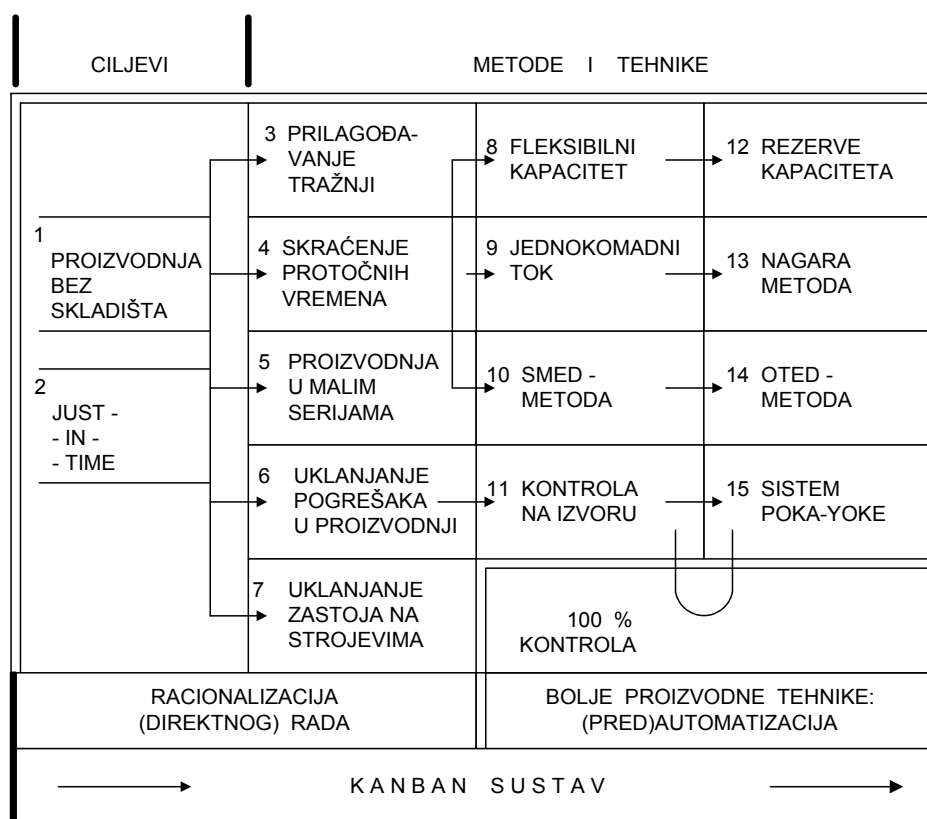 CILJEVI
METODE I TEHNIKE
1
PROIZVODNJA
BEZ
SKLADIŠTA
2
JUST -
- IN -
- TIME
3 PRILAGOĐA-
VANJE
TRAŽNJI
4 SKRAĆENJE
PROTOČNIH
VREMENA
5 PROIZVODNJA
U MALIM
SERIJAMA
6 UKLANJANJE
POGREŠAKA
U PROIZVODNJI
7 UKLANJANJE
ZASTOJA NA
STROJEVIMA
8 FLEKSIBILNI
KAPACITET
9 JEDNOKOMADNI
TOK
10 SMED -
METODA
11 KONTROLA
NA IZVORU
12 REZERVE
KAPACITETA
13 NAGARA
METODA
14 OTED -
METODA
15 SISTEM
POKA-YOKE
100 %
KONTROLA
RACIONALIZACIJA
(DIREKTNOG) RADA
BOLJE PROIZVODNE TEHNIKE:
(PRED)AUTOMATIZACIJA
KANBAN SUSTAV